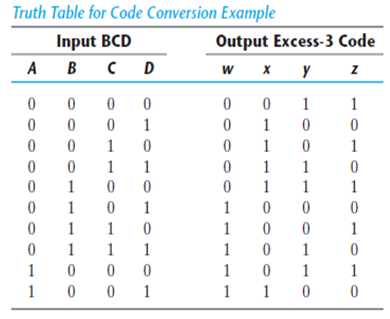 Truth Table for Code Conversion Example
Input BCD Output Excess-3 Code
A B C D w x y z
0 0 0 0 0 0 1 1
0 0 0 1 0 1 0 0
0 0 1 0 0 1 0 1
0 0 1 1 0 1 1 0
0 1 0 0 0 1 1 1
0 1 0 1 1 0 0 0
0 1 1 0 1 0 0 1
0 1 1 1 1 0 1 0
1 0 0 0 1 0 1 1
1 0 0 1 1 1 0 0